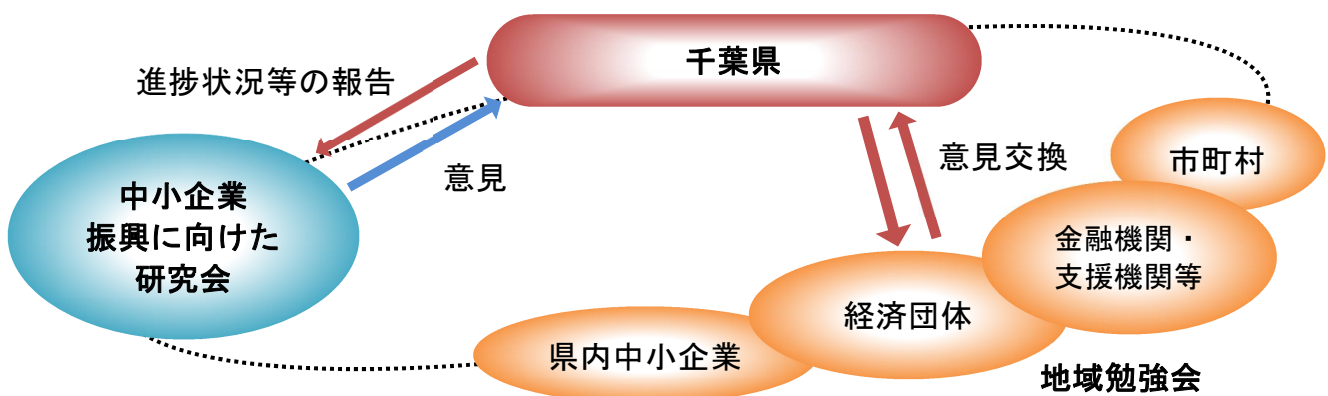 千葉県
進捗状況等の報告
意見
中小企業
振興に向けた
研究会
意見交換
市町村
金融機関・
支援機関等
経済団体
県内中小企業
地域勉強会